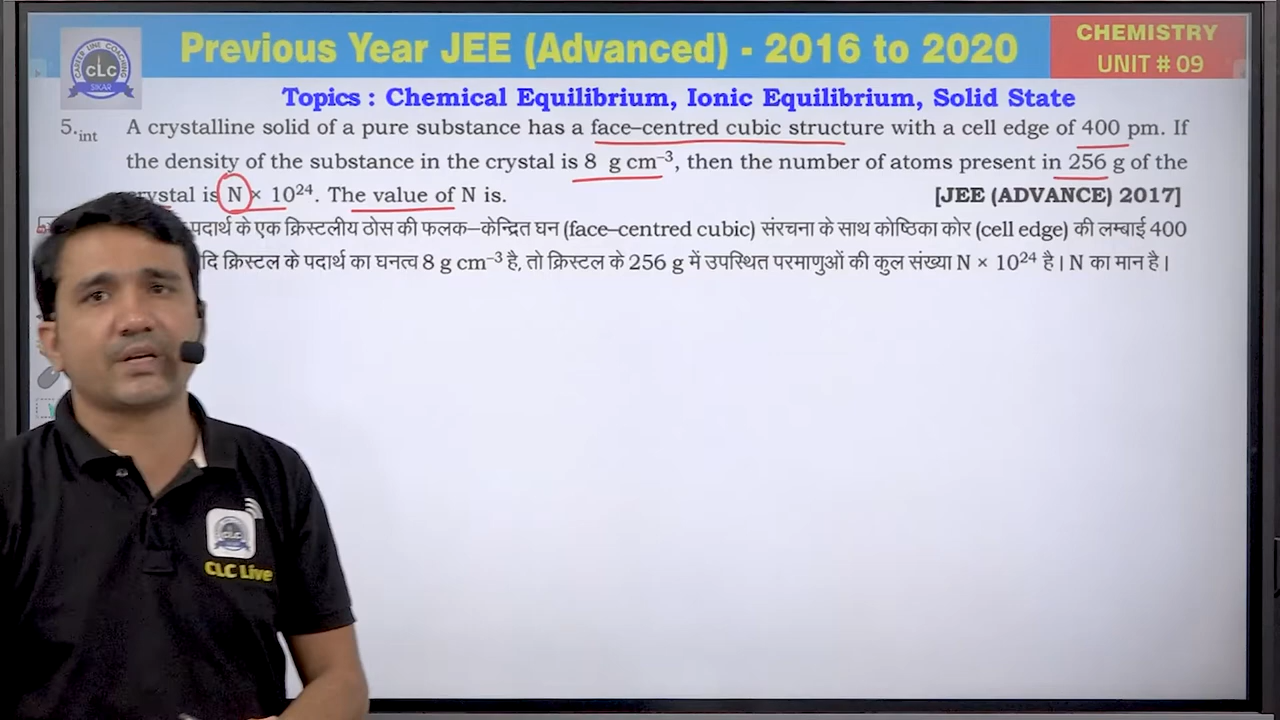 Previous Year JEE (Advanced) - 2016 to 2020
CHEMISTRY
UNIT # 09
CAREER LINE COACHING
CLC
SIKAR
Topics : Chemical Equilibrium, Ionic Equilibrium, Solid State
5.int A crystalline solid of a pure substance has a face–centred cubic structure with a cell edge of 400 pm. If
the density of the substance in the crystal is 8 g cm⁻³, then the number of atoms present in 256 g of the
crystal is N × 10²⁴. The value of N is. [JEE (ADVANCE) 2017]
पदार्थ के एक क्रिस्टलीय ठोस की फलक–केन्द्रित घन (face–centred cubic) संरचना के साथ कोष्ठिका कोर (cell edge) की लम्बाई 400
क्रिस्टल के पदार्थ का घनत्व 8 g cm⁻³ है, तो क्रिस्टल के 256 g में उपस्थित परमाणुओं की कुल संख्या N × 10²⁴ है। N का मान है।
CLC
CLC Live